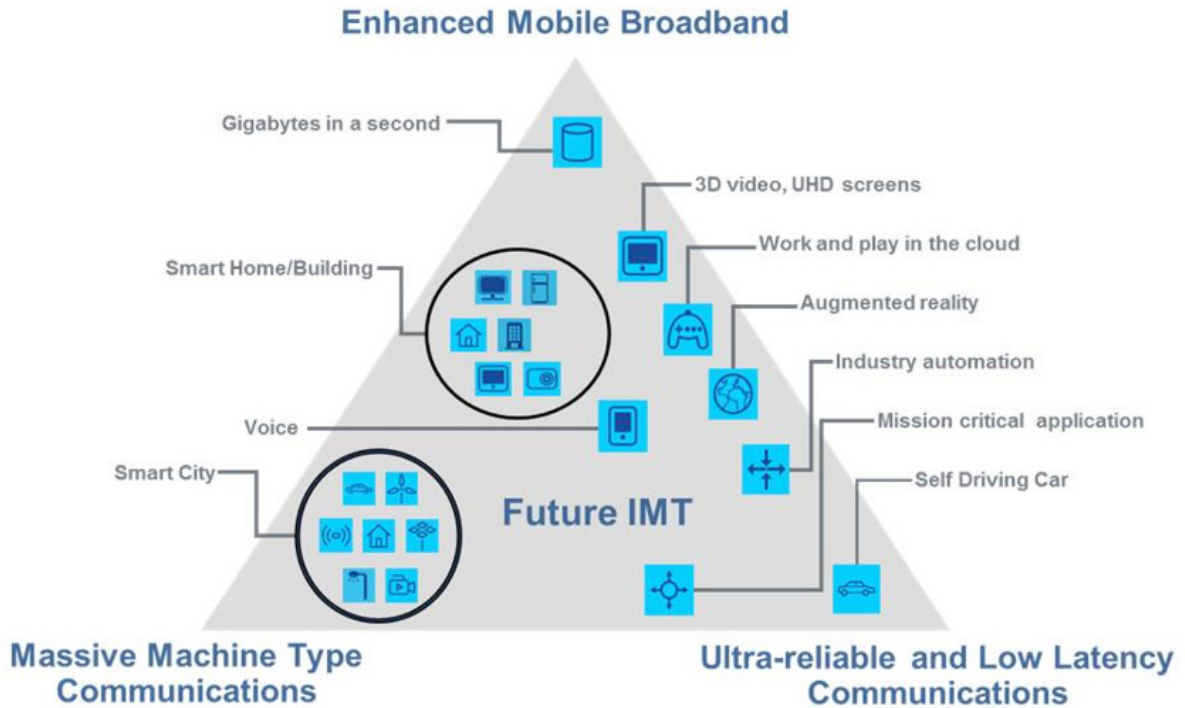 Enhanced Mobile Broadband
Gigabytes in a second
3D video, UHD screens
Work and play in the cloud
Smart Home/Building
Augmented reality
Industry automation
Mission critical application
Voice
Smart City
Self Driving Car
Future IMT
Massive Machine Type
Communications
Ultra-reliable and Low Latency
Communications